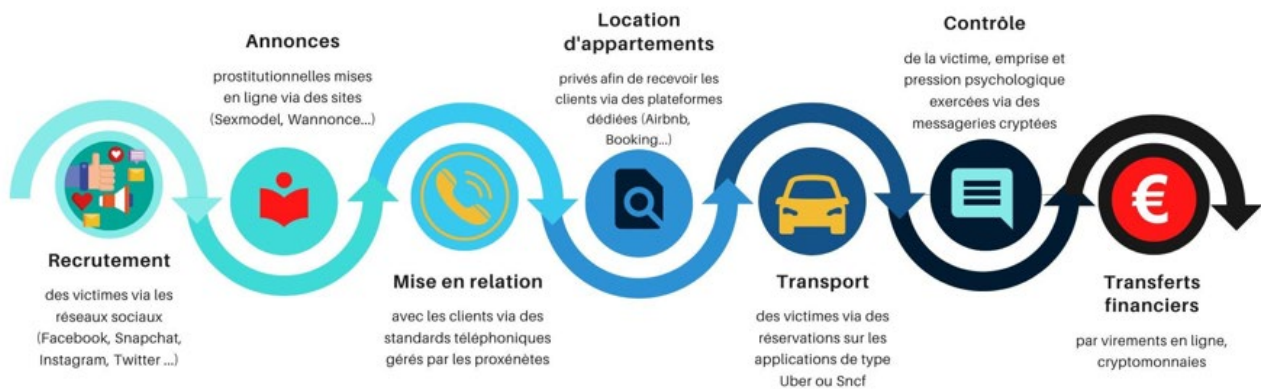 Recrutement
des victimes via les
réseaux sociaux
(Facebook, Snapchat,
Instagram, Twitter ...)
Annonces
prostitutionnelles mises
en ligne via des sites
(Sexmodel, Wannonce...)
Mise en relation
avec les clients via des
standards téléphoniques
gérés par les proxénètes
Location
d'appartements
privés afin de recevoir les
clients via des plateformes
dédiées (Airbnb,
Booking...)
Transport
des victimes via des
réservations sur les
applications de type
Uber ou Sncf
Contrôle
de la victime, emprise et
pression psychologique
exercées via des
messageries cryptées
€
Transferts
financiers
par virements en ligne,
cryptomonnaies